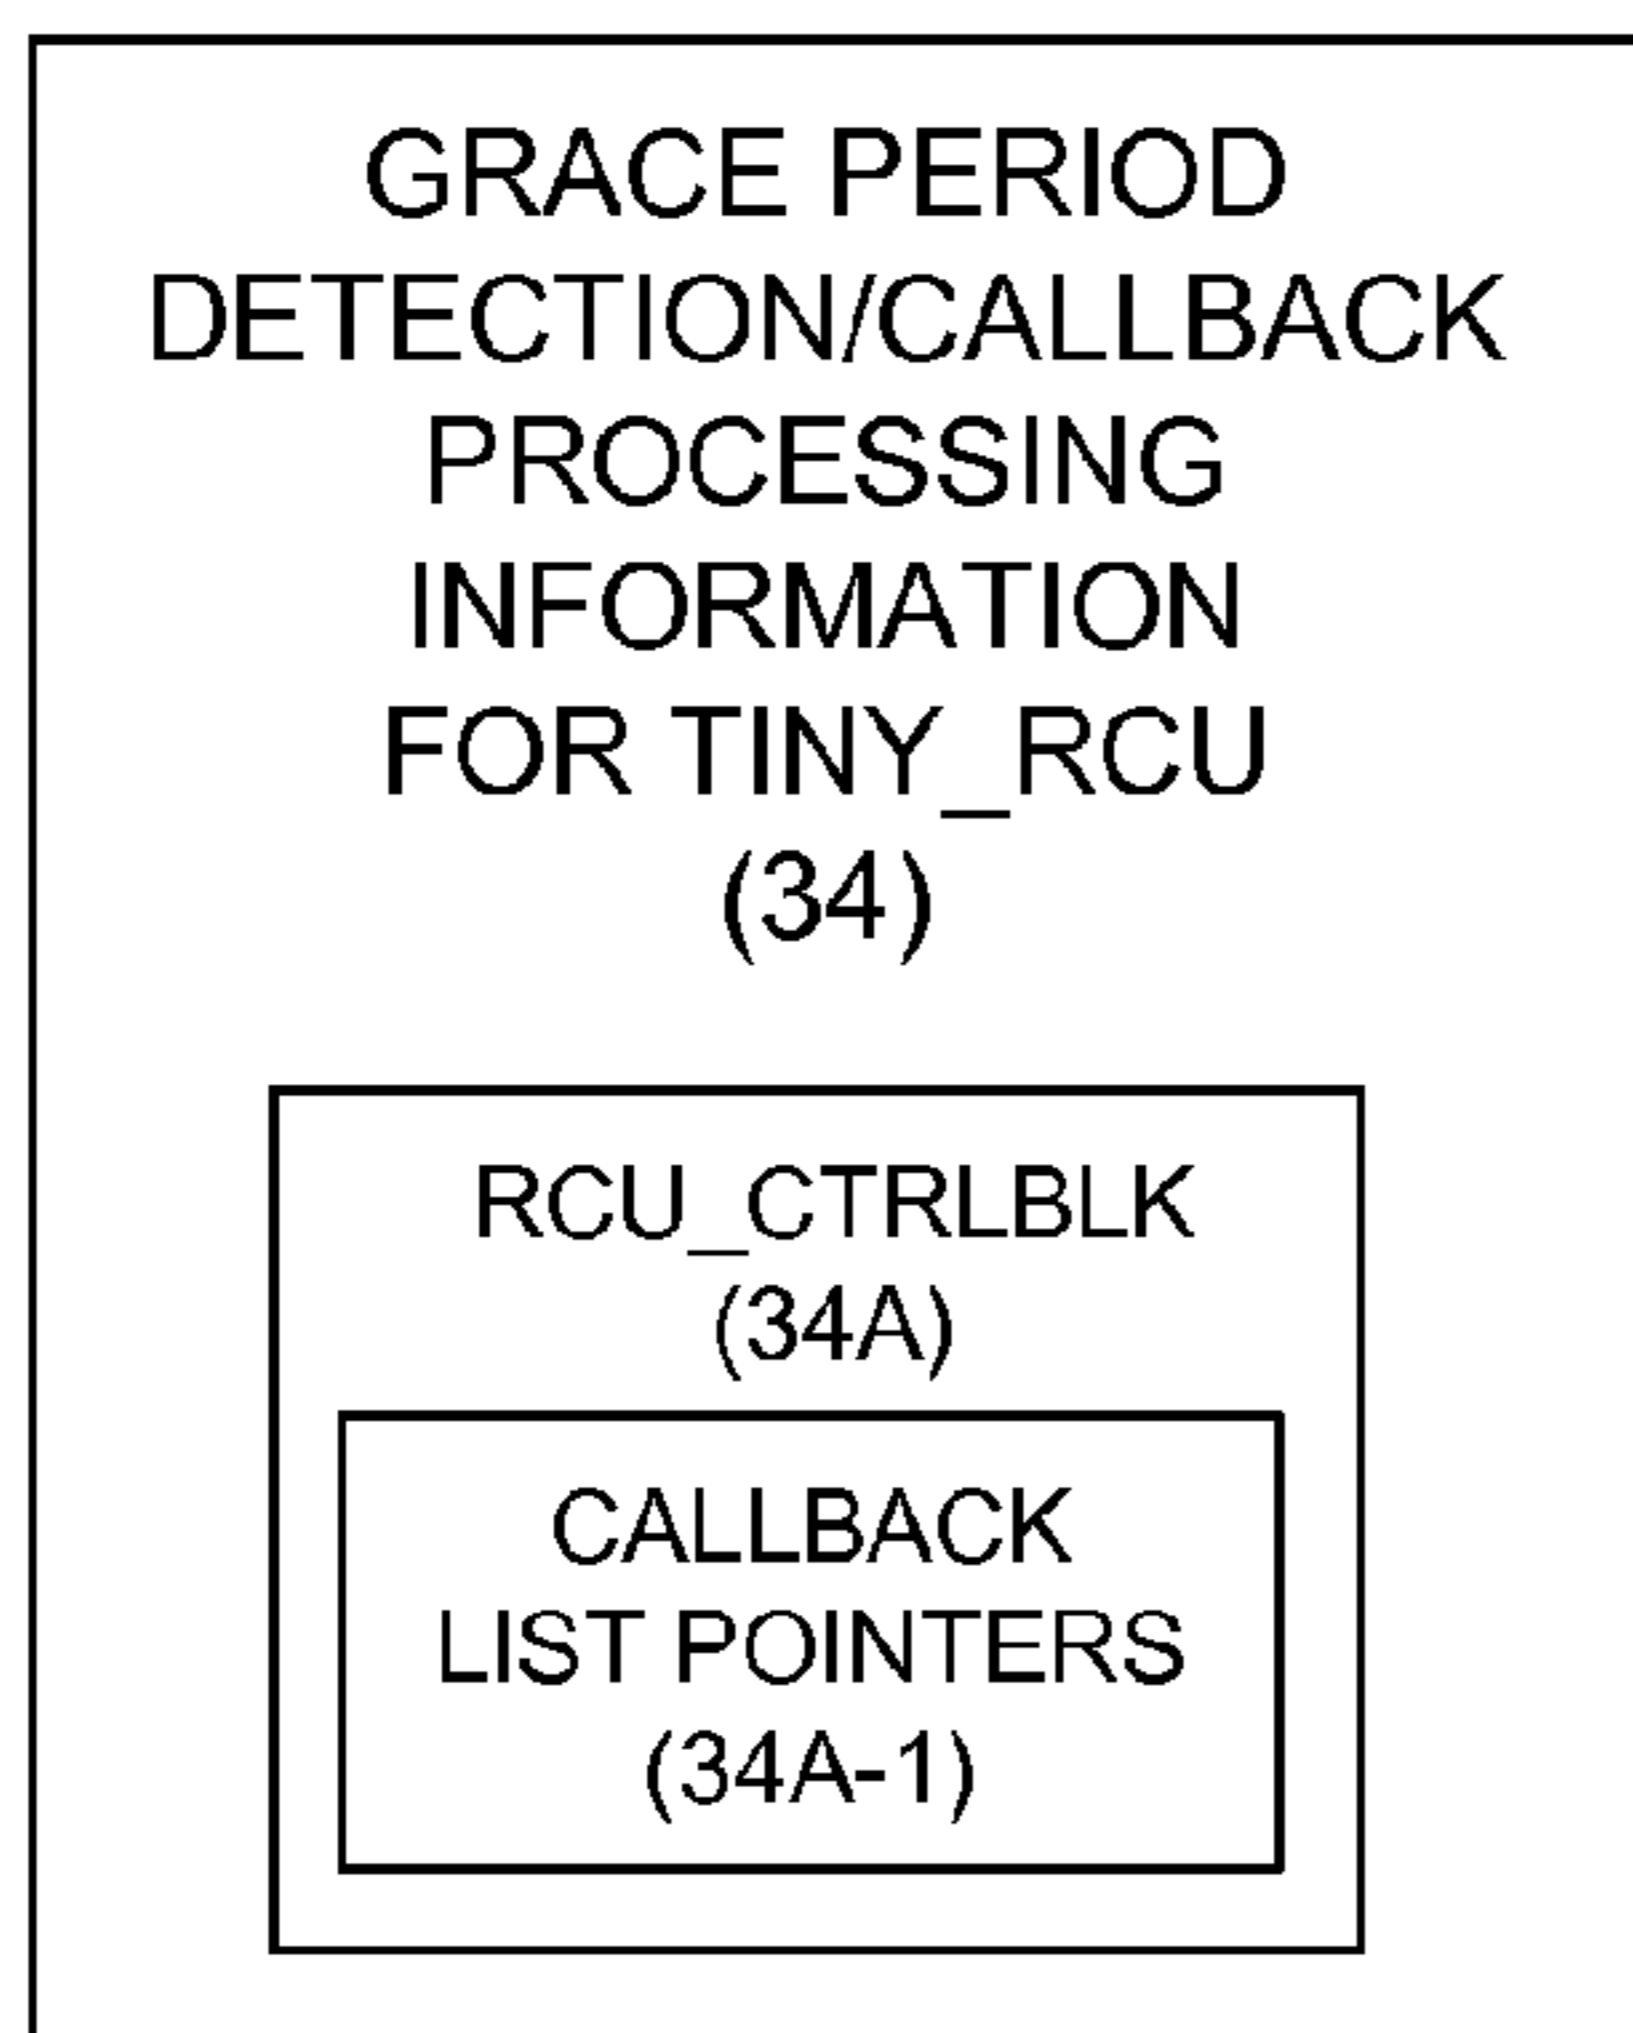 GRACE PERIOD
DETECTION/CALLBACK
PROCESSING
INFORMATION
FOR TINY_RCU
(34)
RCU_CTRLBLK
(34A)
CALLBACK
LIST POINTERS
(34A-1)